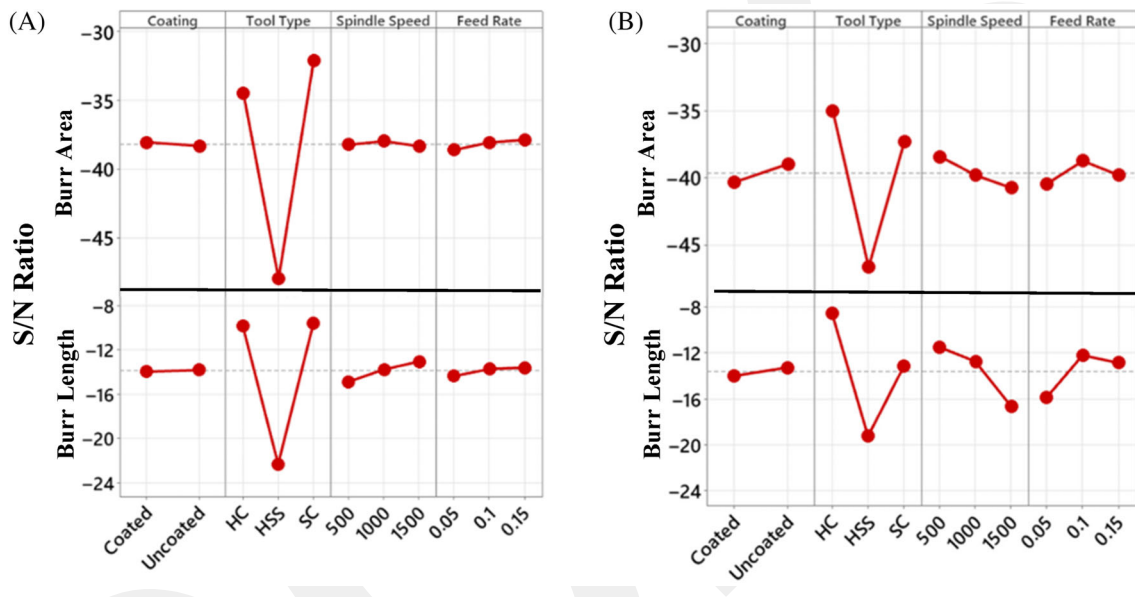 (A)
Coating Tool Type Spindle Speed Feed Rate
S/N Ratio
Burr Area
−30
−35
−40
−45
Burr Length
−8
−12
−16
−20
−24
Coated Uncoated HC HSS SC 500 1000 1500 0.05 0.1 0.15
(B)
Coating Tool Type Spindle Speed Feed Rate
S/N Ratio
Burr Area
−30
−35
−40
−45
Burr Length
−8
−12
−16
−20
−24
Coated Uncoated HC HSS SC 500 1000 1500 0.05 0.1 0.15